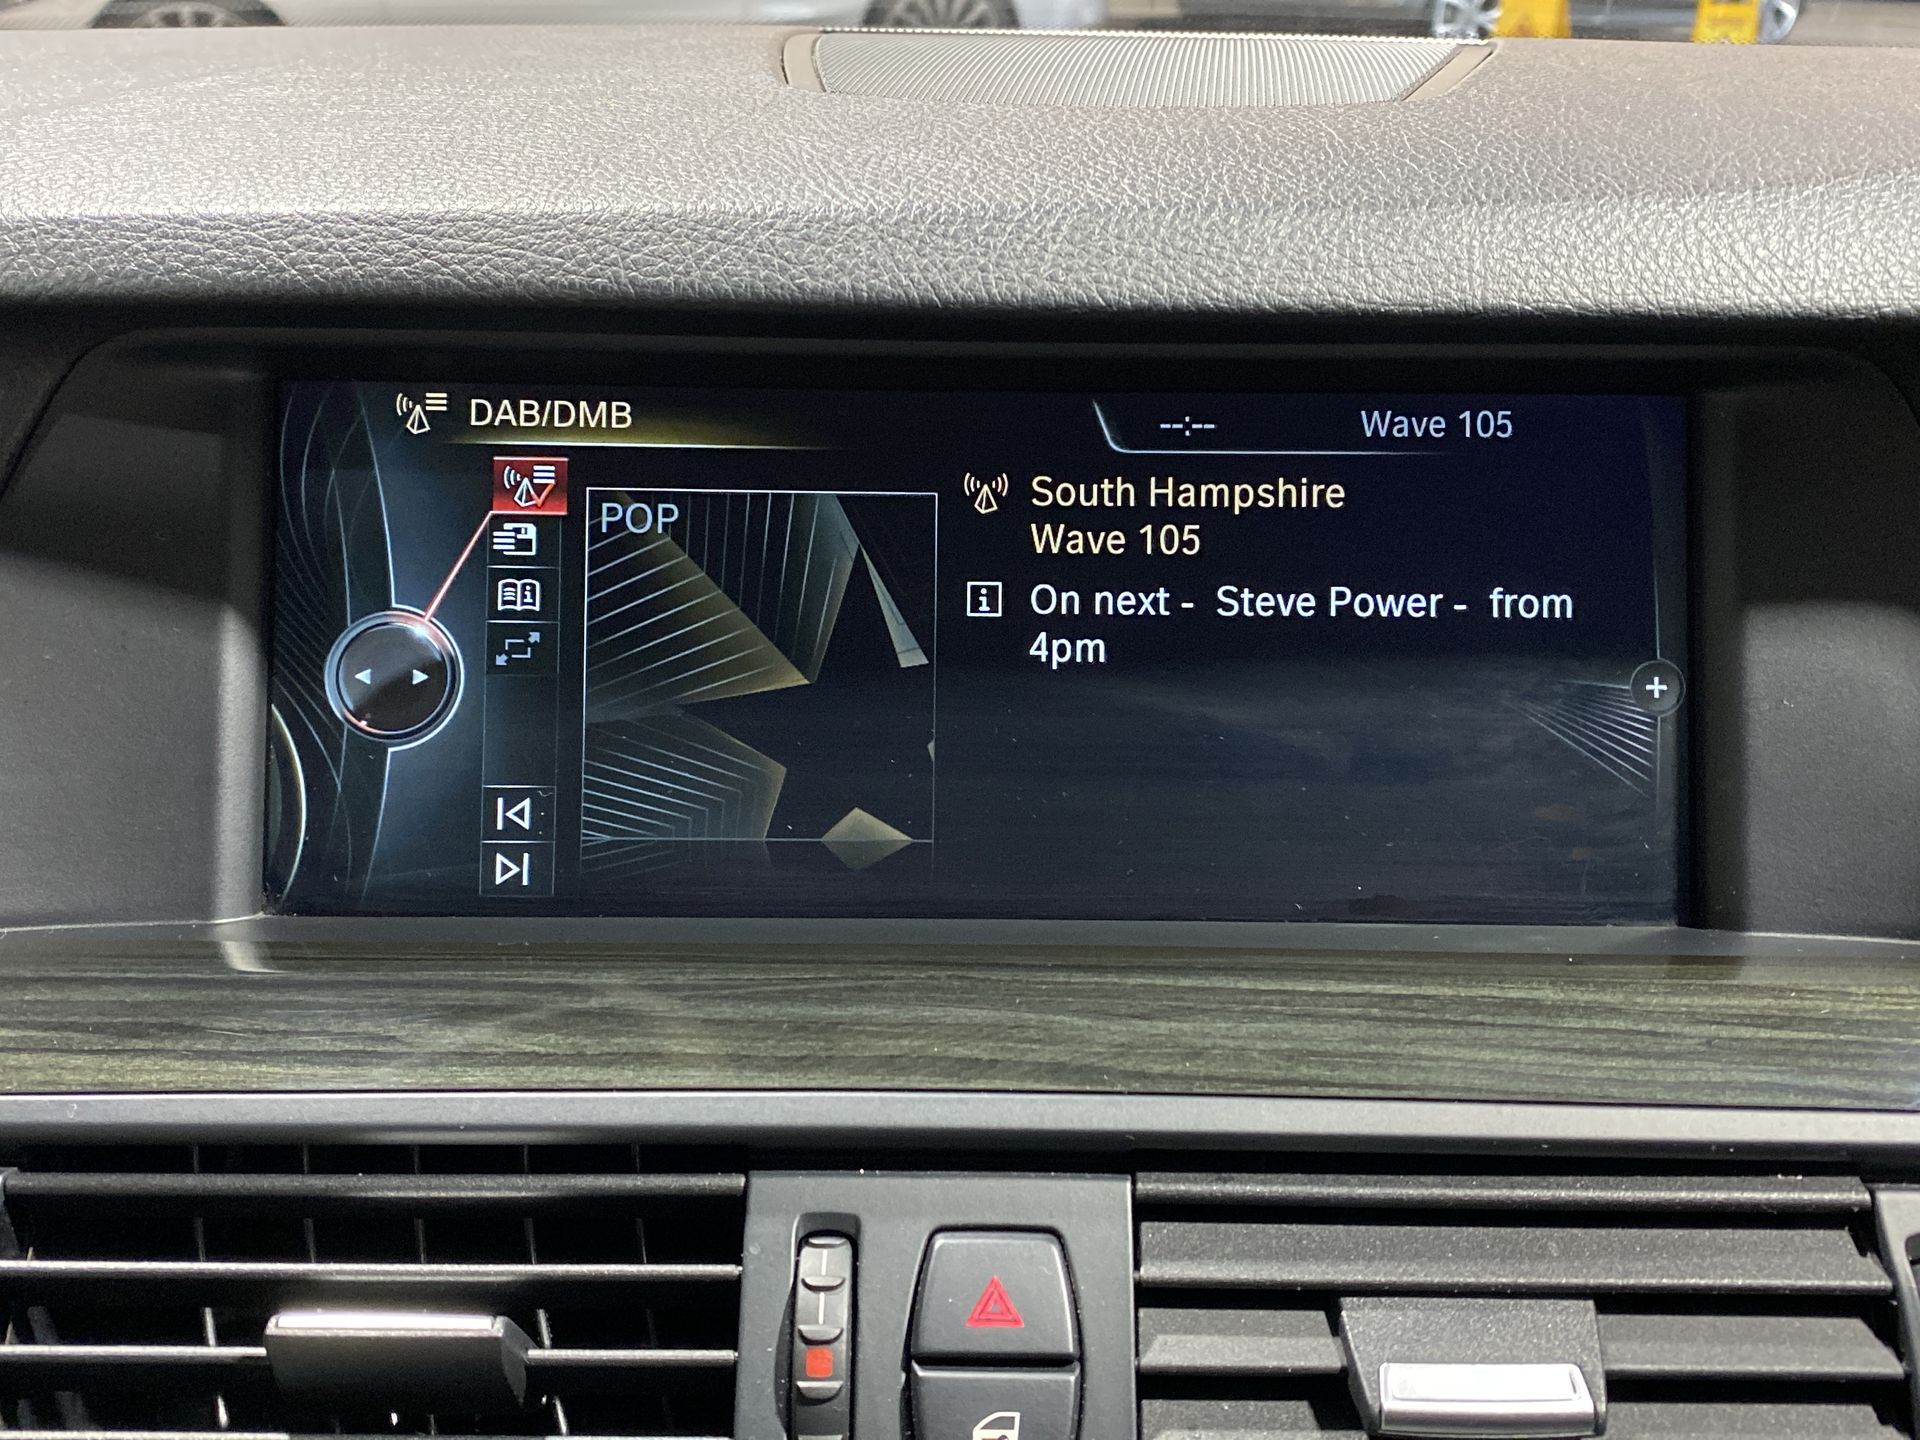 DAB/DMB
--:--
Wave 105
POP
South Hampshire
Wave 105
On next - Steve Power - from
4pm